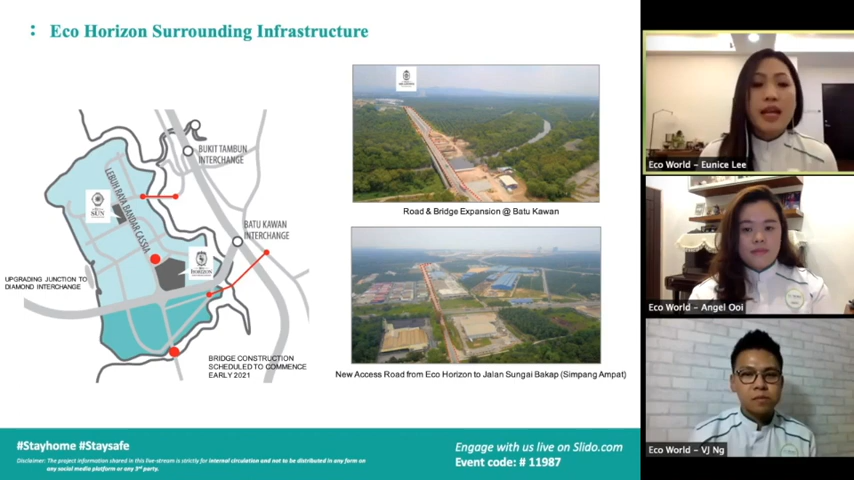 : Eco Horizon Surrounding Infrastructure
BUKIT TAMBUN
INTERCHANGE
LEBUH RAYA BANDAR CASSIA
SUN
BATU KAWAN
INTERCHANGE
HORIZON
UPGRADING JUNCTION TO
DIAMOND INTERCHANGE
BRIDGE CONSTRUCTION
SCHEDULED TO COMMENCE
EARLY 2021
Road & Bridge Expansion @ Batu Kawan
New Access Road from Eco Horizon to Jalan Sungai Bakap (Simpang Ampat)
#Stayhome #Staysafe
Disclaimer: The project information shared in this live-stream is strictly for internal circulation and not to be distributed in any form on
any social media platform or any 3rd party.
Engage with us live on Slido.com
Event code: # 11987
Eco World – Eunice Lee
Eco World – Angel Ooi
Eco World – VJ Ng